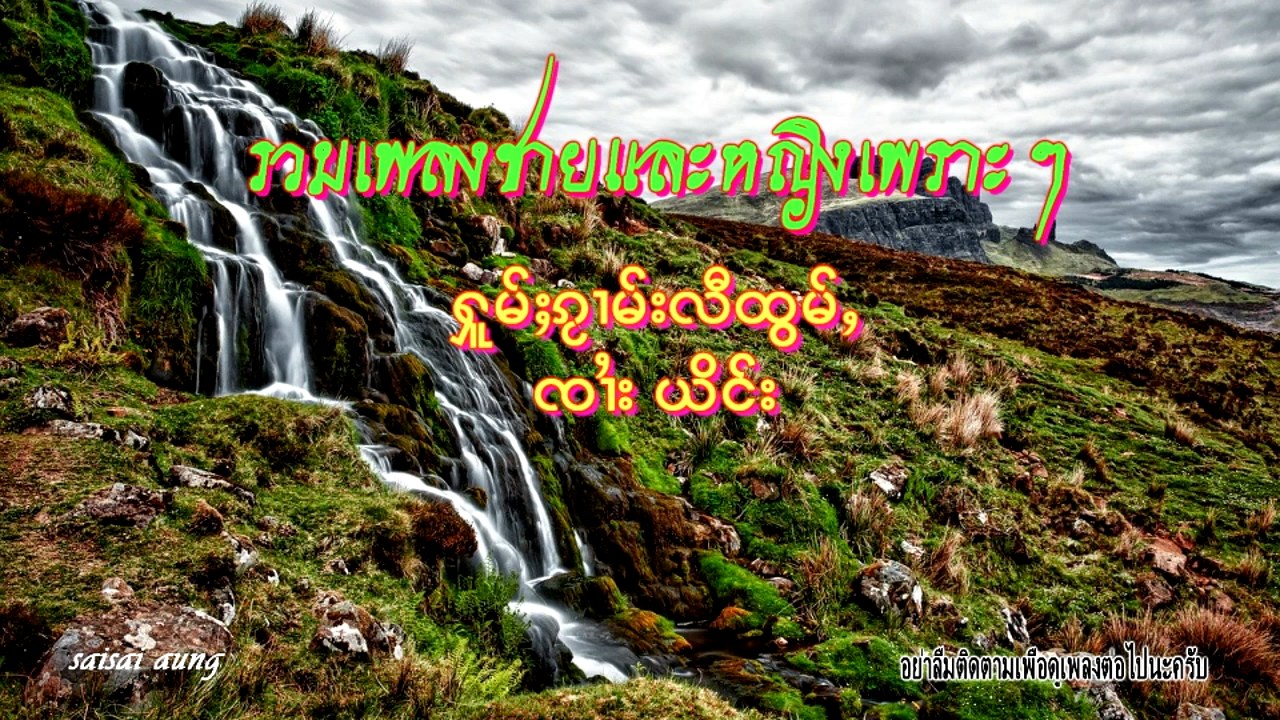 รวมเพลงชายและหญิงเพราะ ๆ
ႁူမ်ႈၵႂၢမ်းလီထွမ်ႇ
ၸၢႆး ယိင်း
saisai aung
อย่าลืมติดตามเพือดูเพลงต่อไปนะครับ